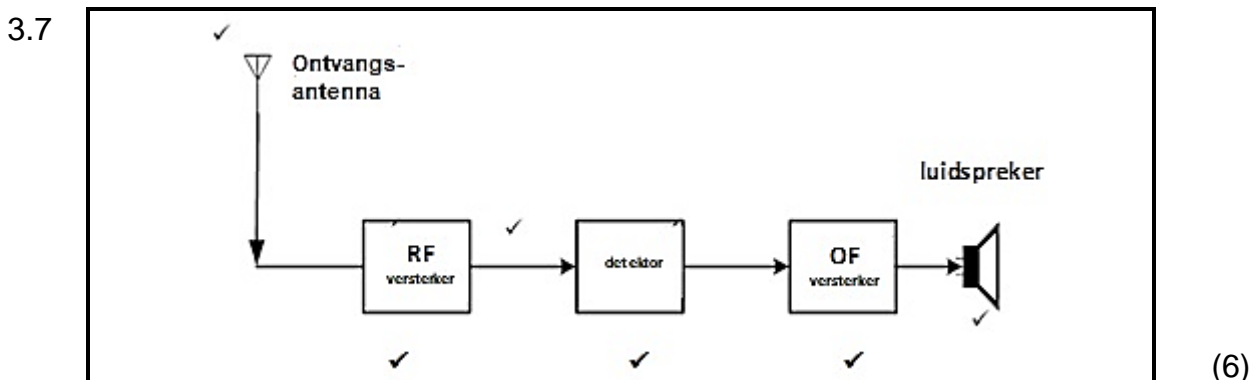 3.7
✓
Ontvangs-
antenna
luidspreker
✓
RF
versterker
detektor
OF
versterker
✓
✓
✓
✓
(6)